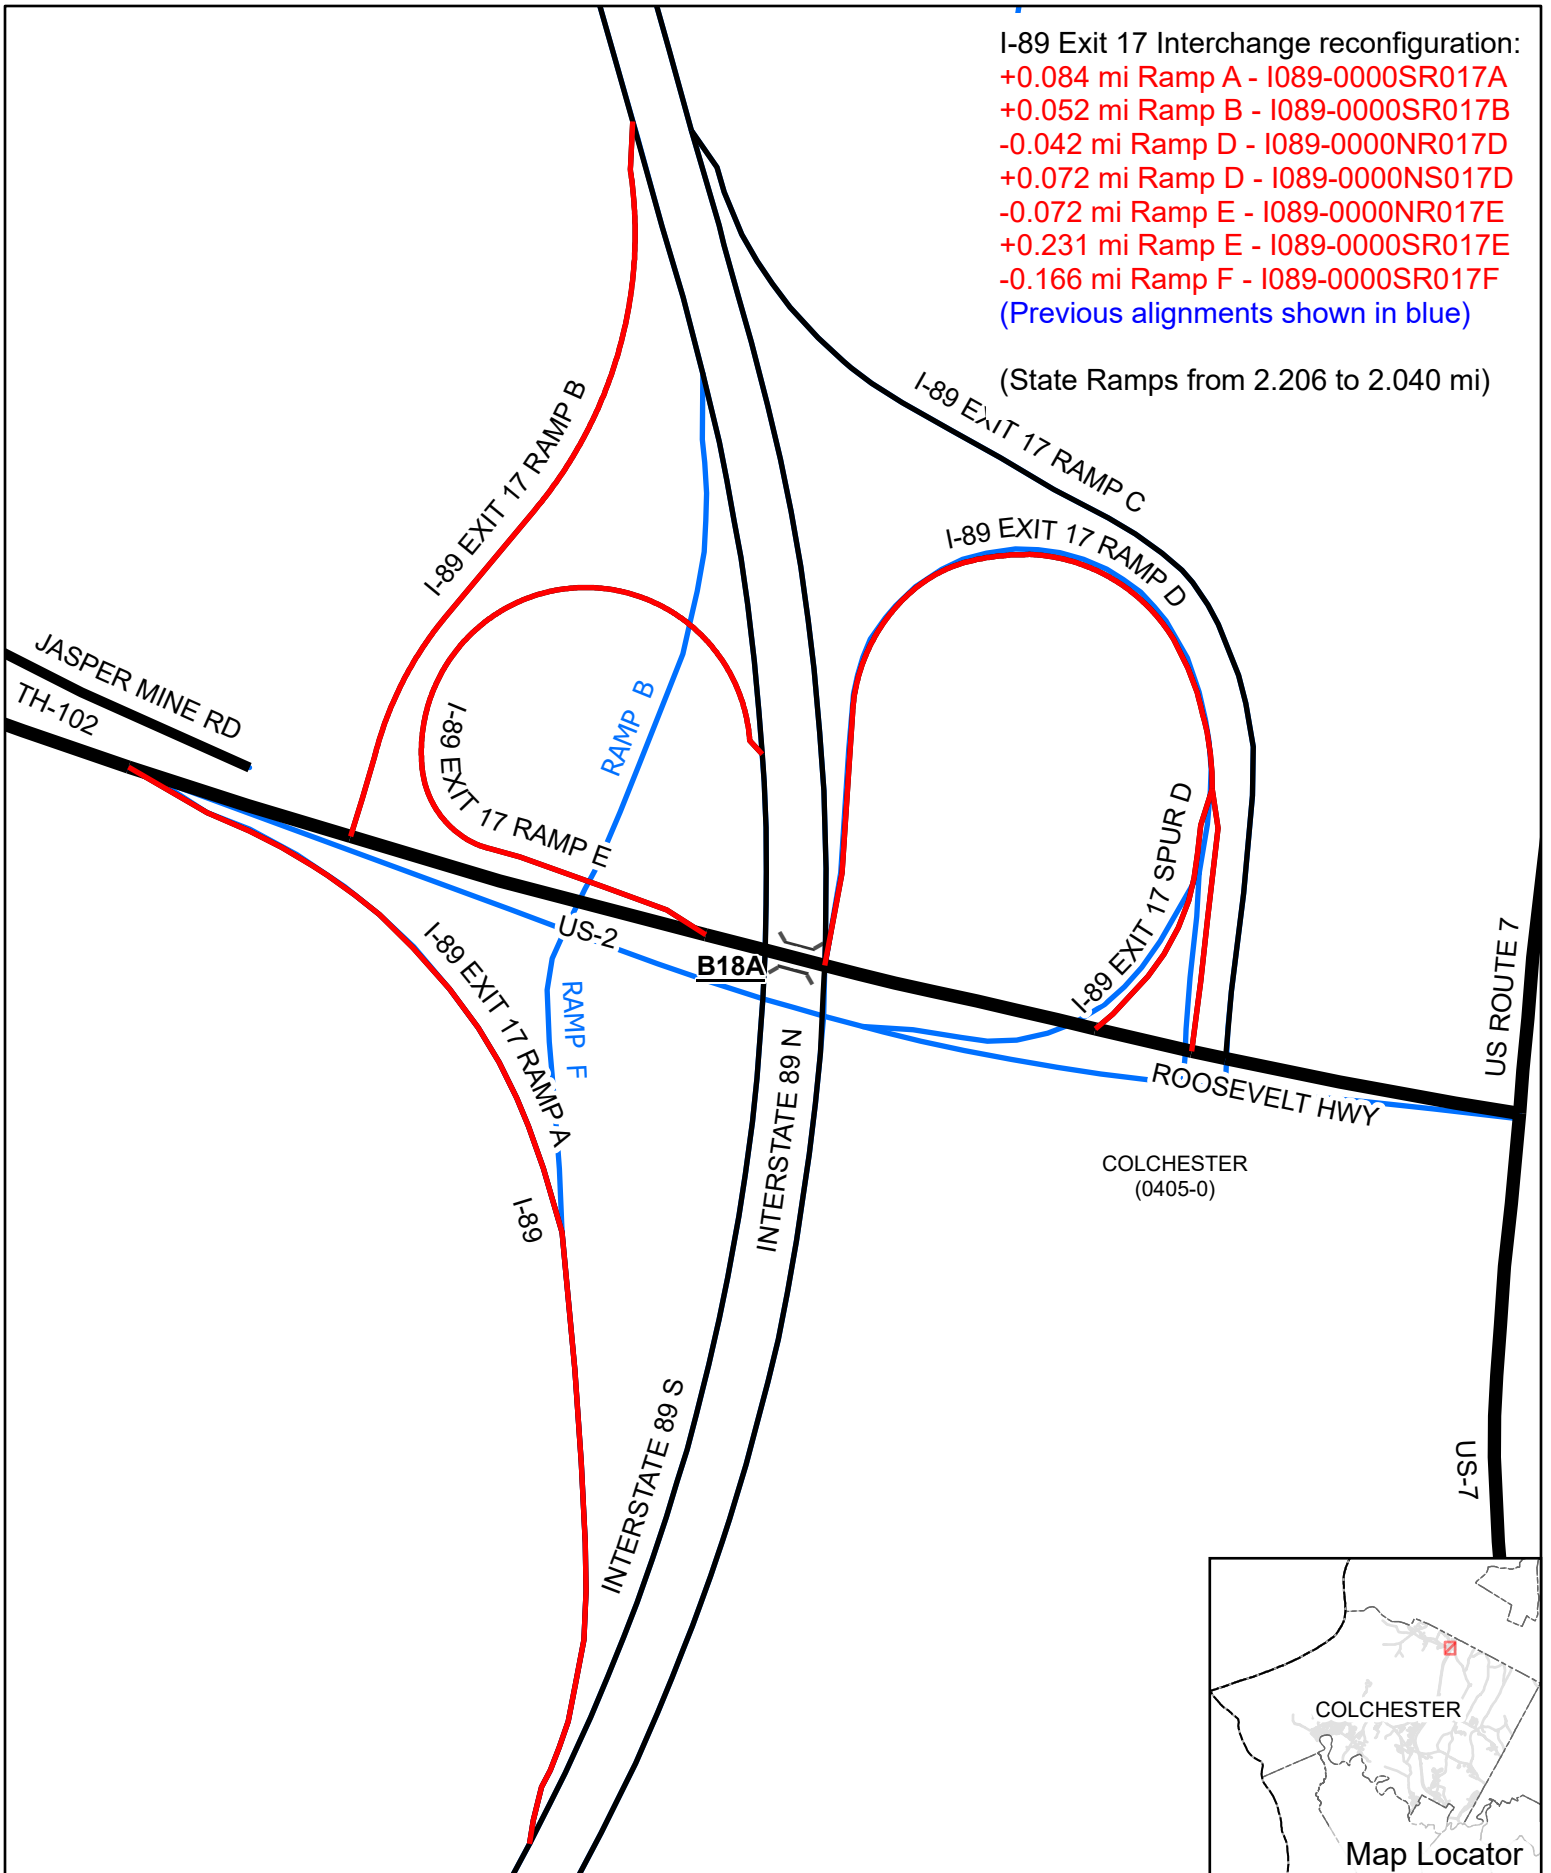 I-89 Exit 17 Interchange reconfiguration:
+0.084 mi Ramp A - I089-0000SR017A
+0.052 mi Ramp B - I089-0000SR017B
-0.042 mi Ramp D - I089-0000NR017D
+0.072 mi Ramp D - I089-0000NS017D
-0.072 mi Ramp E - I089-0000NR017E
+0.231 mi Ramp E - I089-0000SR017E
-0.166 mi Ramp F - I089-0000SR017F
(Previous alignments shown in blue)
(State Ramps from 2.206 to 2.040 mi)
I-89 EXIT 17 RAMP C
I-89 EXIT 17 RAMP B
I-89 EXIT 17 RAMP D
JASPER MINE RD
TH-102
RAMP B
I-89 EXIT 17 RAMP E
I-89 EXIT 17 SPUR D
US-2
B18A
I-89 EXIT 17 RAMP A
RAMP F
US ROUTE 7
INTERSTATE 89 N
ROOSEVELT HWY
COLCHESTER
(0405-0)
I-89
INTERSTATE 89 S
US-7
COLCHESTER
Map Locator